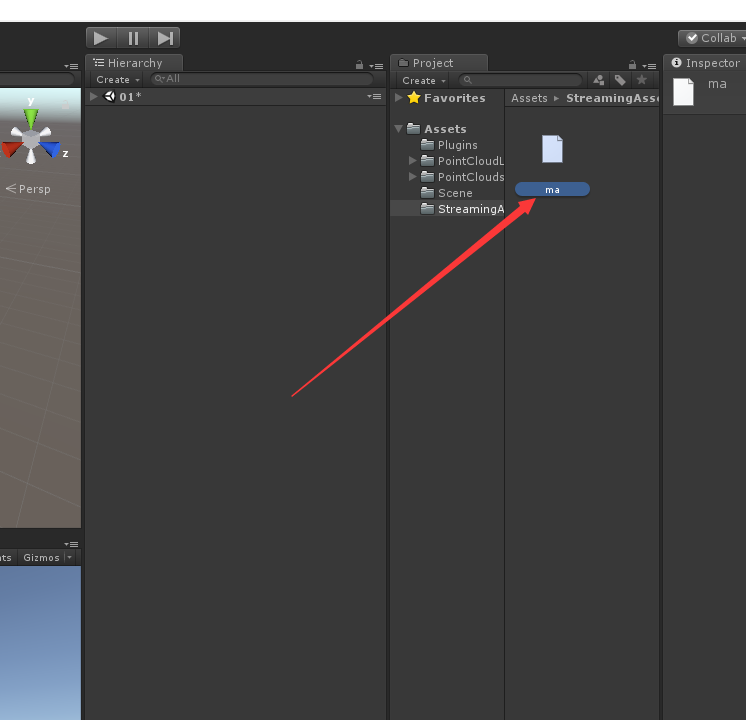 Collab
Hierarchy
Project
Inspector
Create
All
Create
ma
01*
Favorites
Assets ▸ StreamingAsse
y
Assets
Plugins
z
PointCloudL
PointClouds
Persp
ma
Scene
StreamingA
nts Gizmos